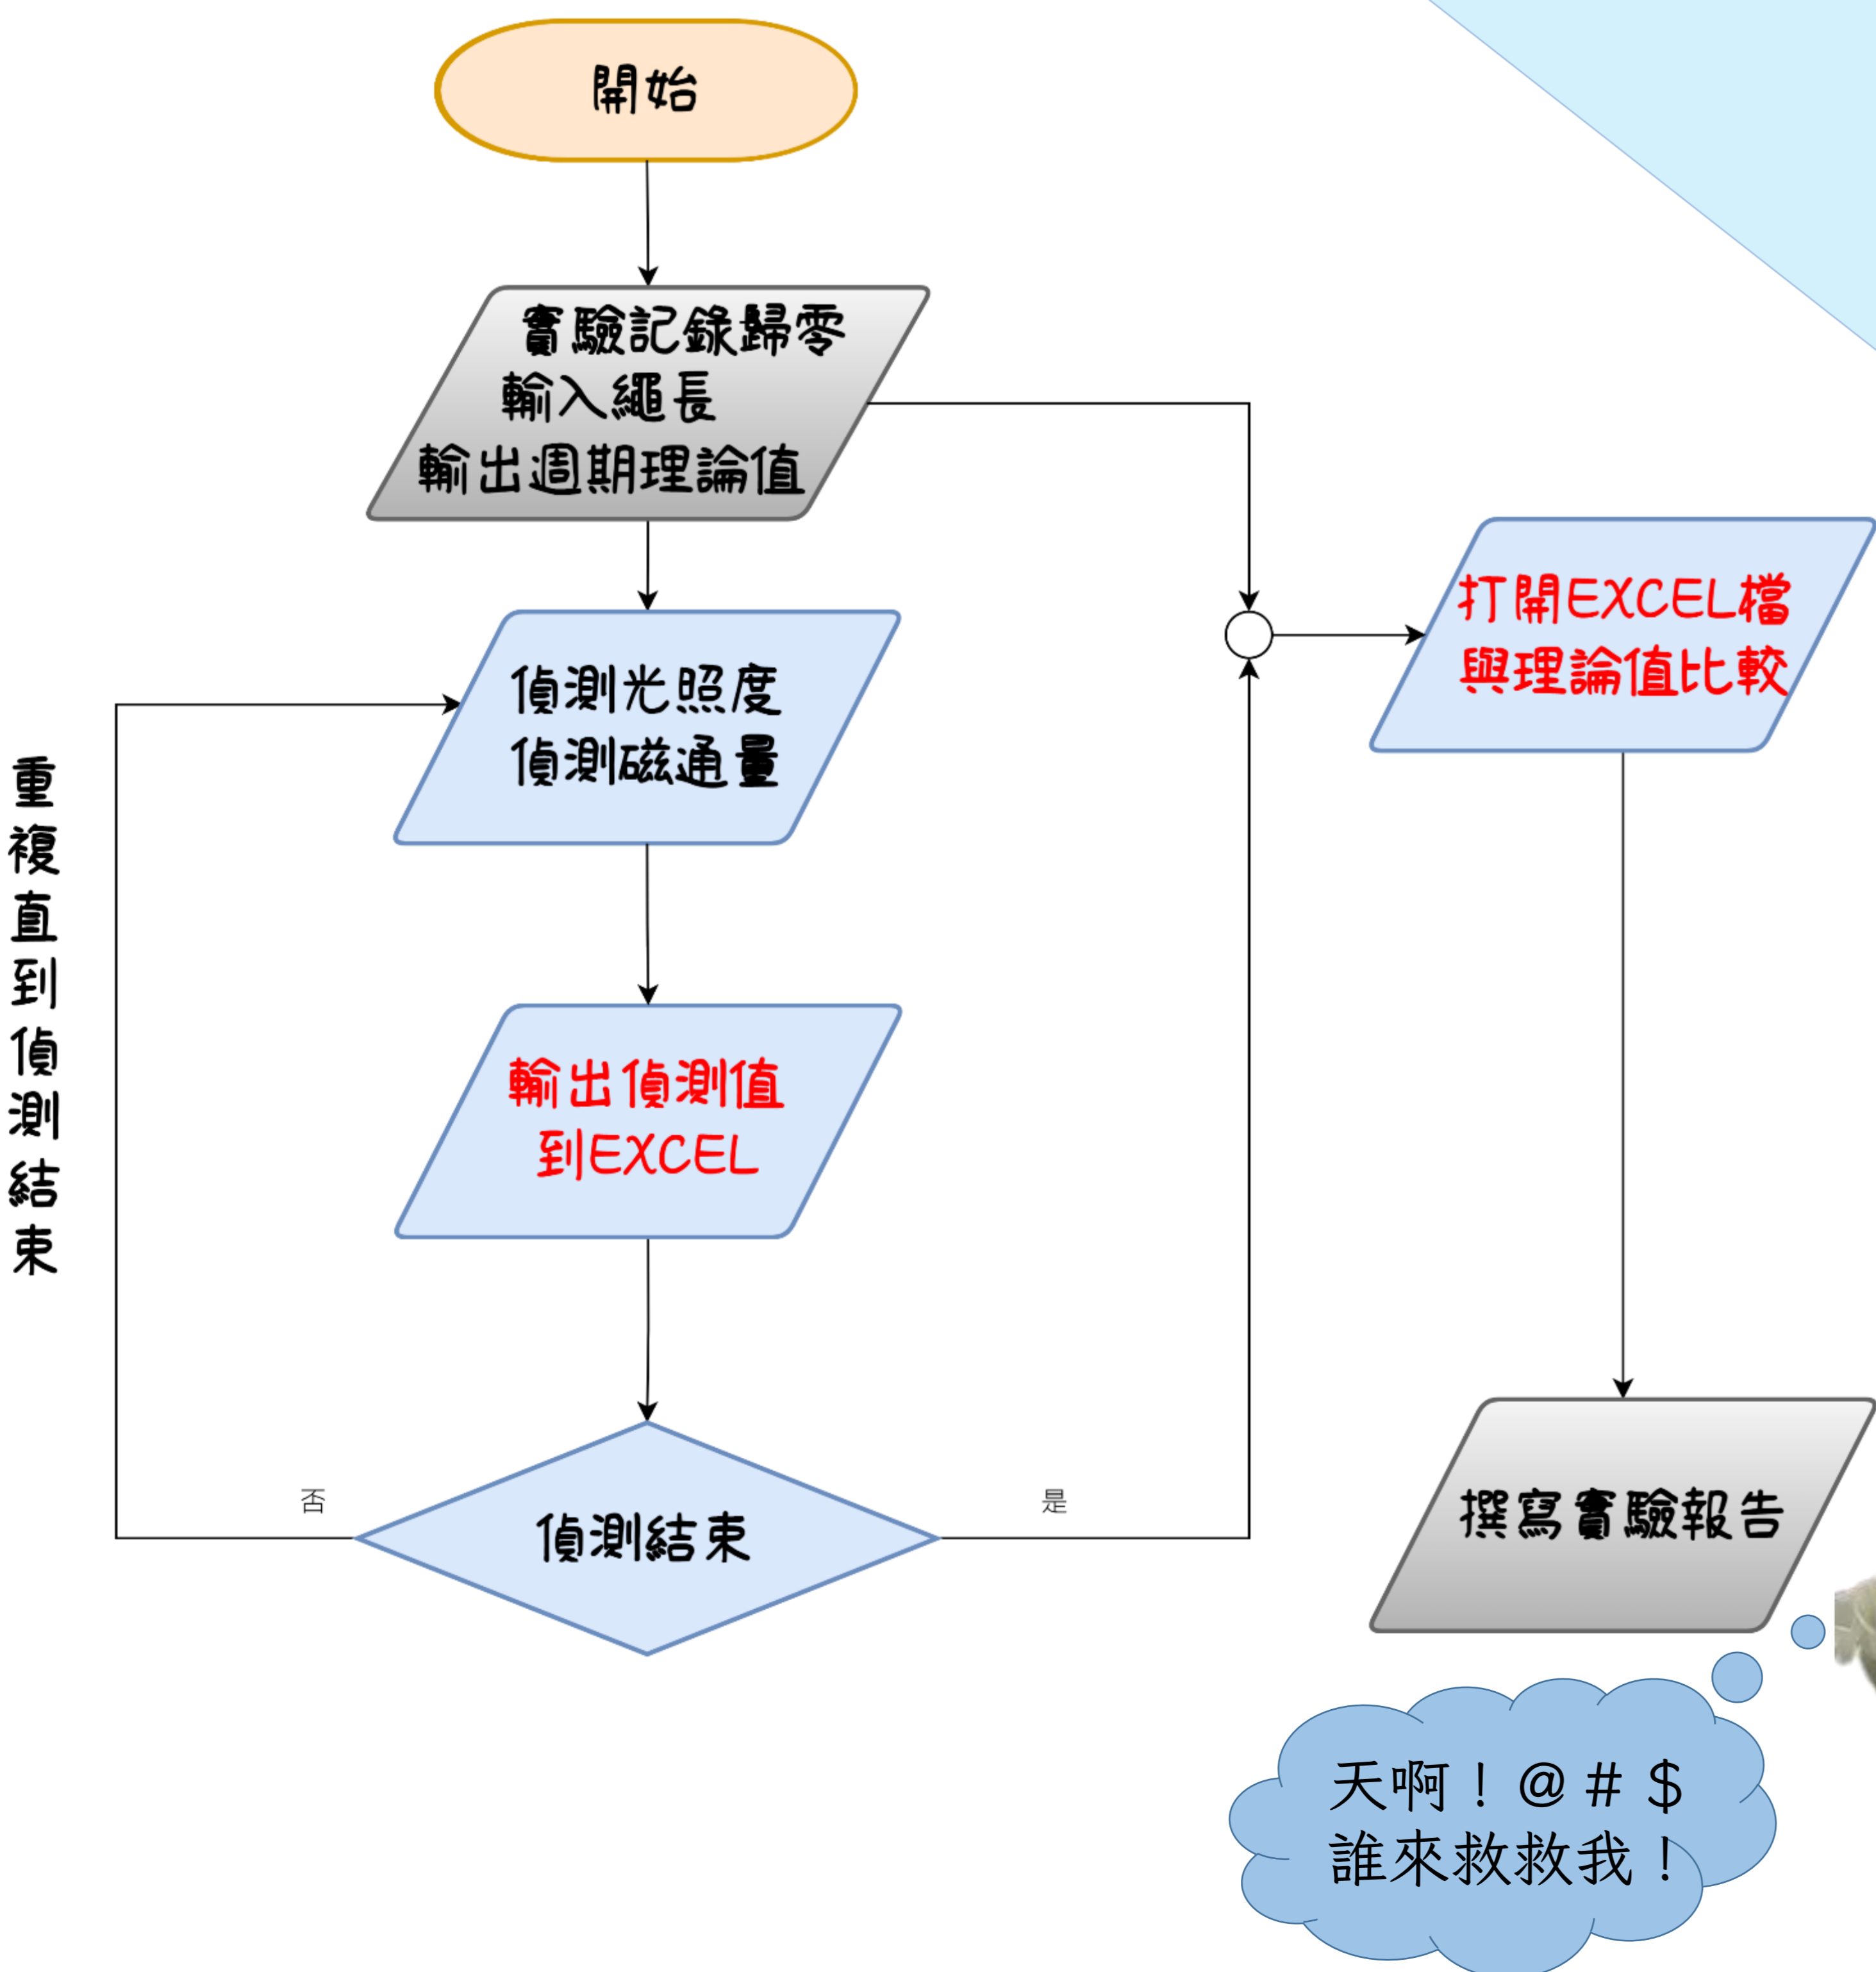 開始
實驗記錄歸零
輸入繩長
輸出週期理論值
偵測光照度
偵測磁通量
重複直到偵測結束
輸出偵測值
到EXCEL
偵測結束
否
是
打開EXCEL檔
與理論值比較
撰寫實驗報告
天啊！@#$
誰來救救我！